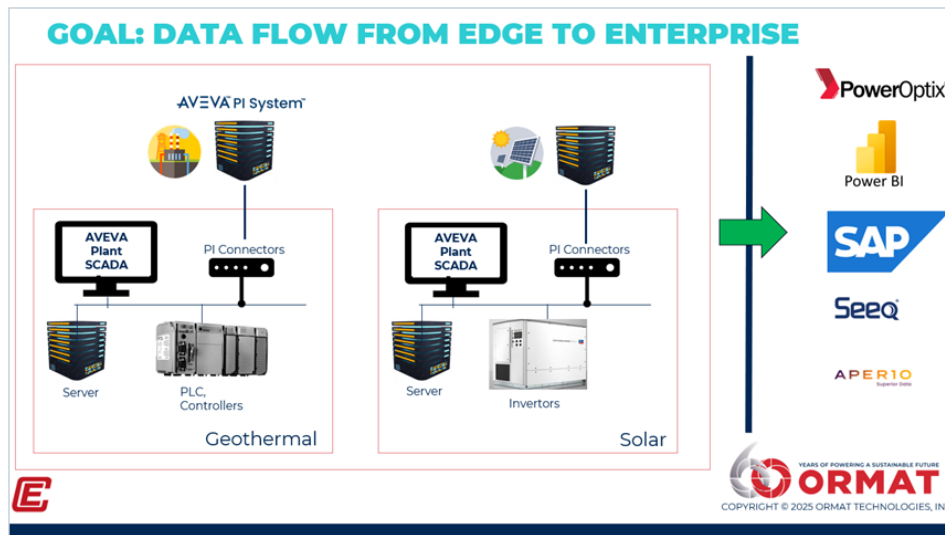 GOAL: DATA FLOW FROM EDGE TO ENTERPRISE
AVEVA™ PI System™
AVEVA
Plant
SCADA
PI Connectors
Server
PLC,
Controllers
Geothermal
AVEVA
Plant
SCADA
PI Connectors
Server
Invertors
Solar
PowerOptix
Power BI
SAP
Seeq®
APERIO
Superior Data
60
YEARS OF POWERING A SUSTAINABLE FUTURE
ORMAT
COPYRIGHT © 2025 ORMAT TECHNOLOGIES, IN